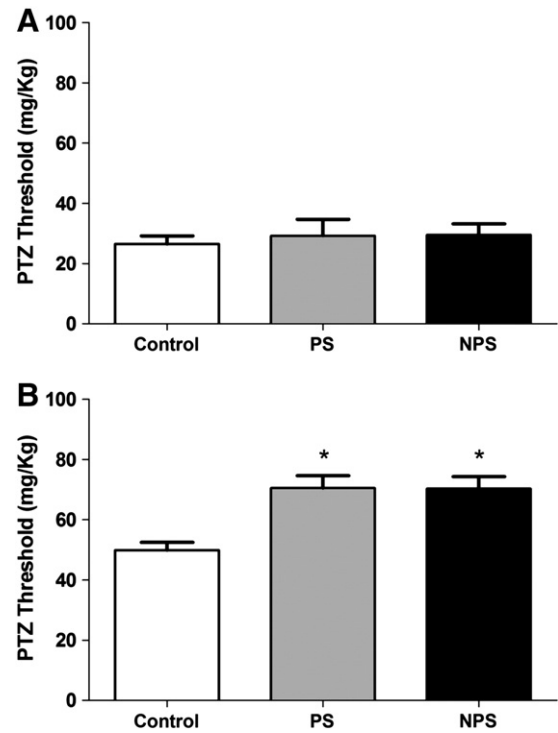 A
PTZ Threshold (mg/Kg)
100
80
60
40
20
0
Control PS NPS
B
PTZ Threshold (mg/Kg)
100
80
60
40
20
0
* *
Control PS NPS